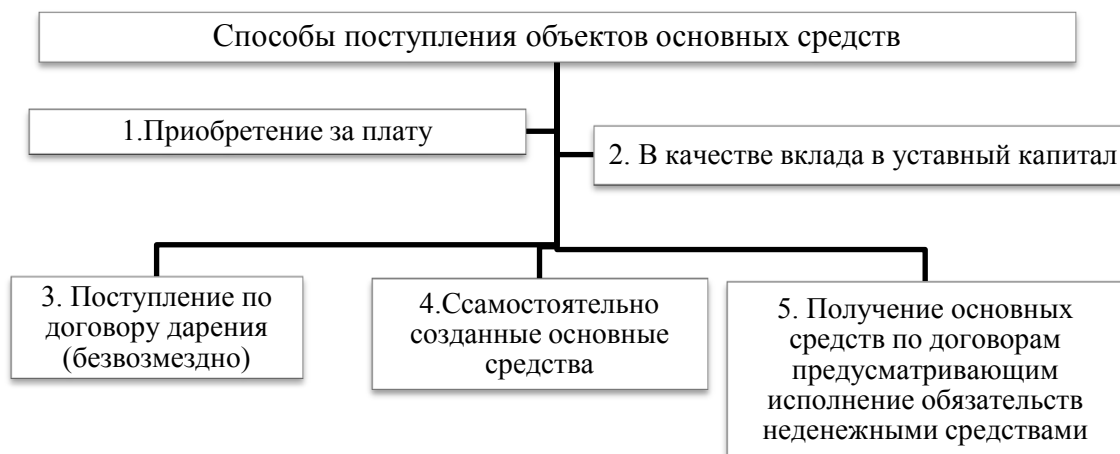 Способы поступления объектов основных средств
1.Приобретение за плату
2. В качестве вклада в уставный капитал
3. Поступление по
договору дарения
(безвозмездно)
4.Ссамостоятельно
созданные основные
средства
5. Получение основных
средств по договорам
предусматривающим
исполнение обязательств
неденежными средствами